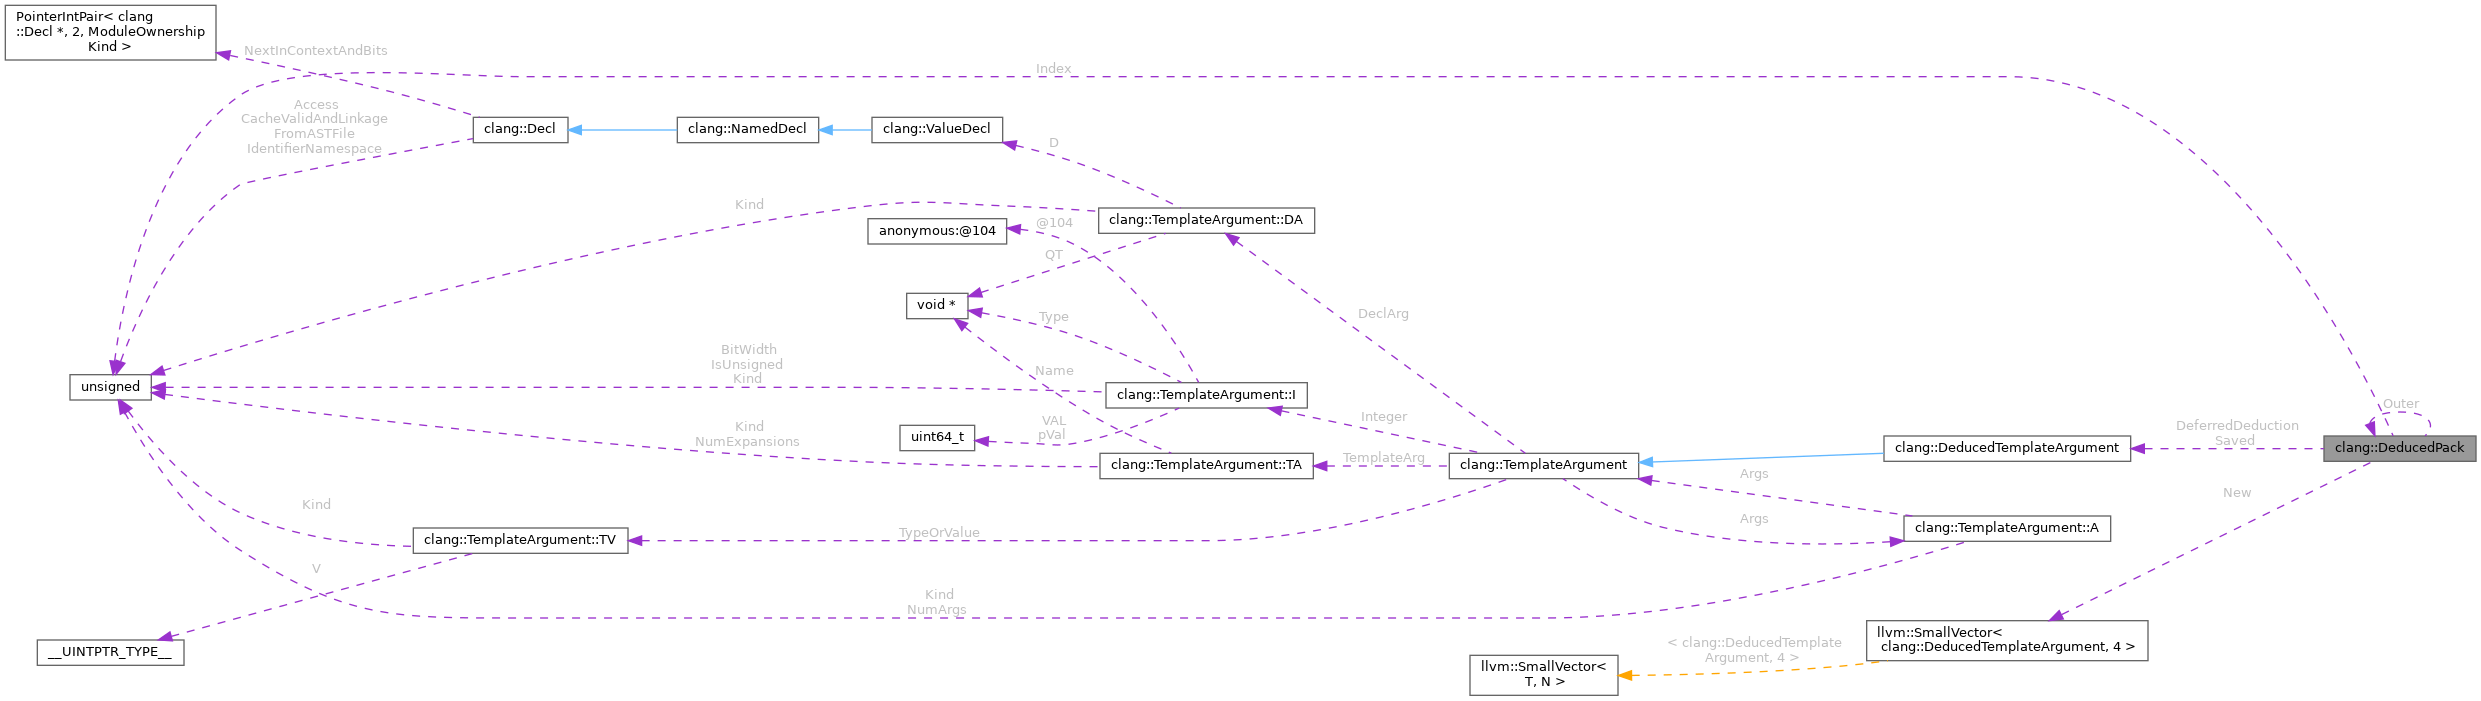 PointerIntPair< clang
::Decl *, 2, ModuleOwnership
Kind >
NextInContextAndBits
Index
Access
CacheValidAndLinkage
FromASTFile
IdentifierNamespace
clang::Decl
clang::NamedDecl
clang::ValueDecl
D
Kind
clang::TemplateArgument::DA
@104
anonymous:@104
QT
void *
Type
DeclArg
BitWidth
IsUnsigned
Kind
Name
unsigned
clang::TemplateArgument::I
Integer
Outer
VAL
pVal
uint64_t
Kind
NumExpansions
DeferredDeduction
Saved
clang::DeducedTemplateArgument
clang::DeducedPack
clang::TemplateArgument::TA
TemplateArg
clang::TemplateArgument
Args
New
Kind
Args
clang::TemplateArgument::A
clang::TemplateArgument::TV
TypeOrValue
V
Kind
NumArgs
__UINTPTR_TYPE__
llvm::SmallVector<
clang::DeducedTemplateArgument, 4 >
< clang::DeducedTemplate
Argument, 4 >
llvm::SmallVector<
T, N >